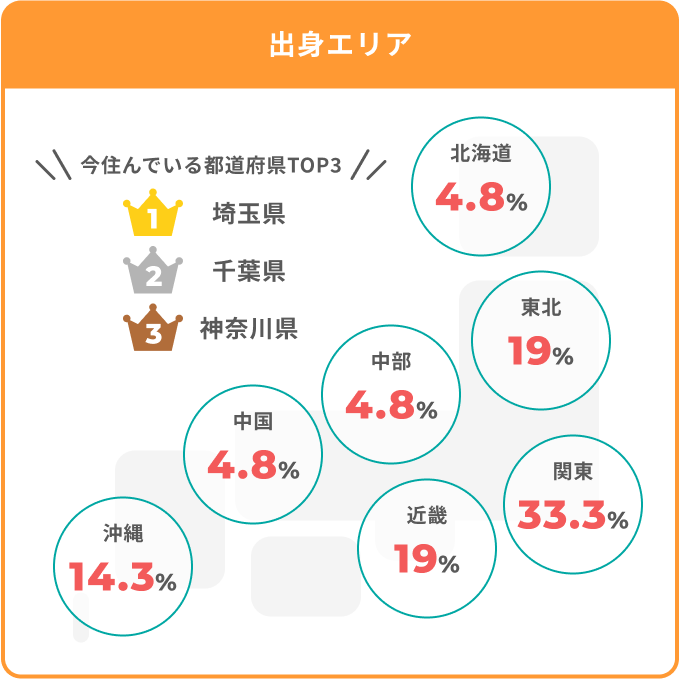 出身エリア
今住んでいる都道府県TOP3
1 埼玉県
2 千葉県
3 神奈川県
北海道
4.8%
東北
19%
中部
4.8%
中国
4.8%
関東
33.3%
近畿
19%
沖縄
14.3%